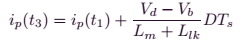 i_p(t_3) = i_p(t_1) + \frac{V_d - V_b}{L_m + L_{lk}} DT_s